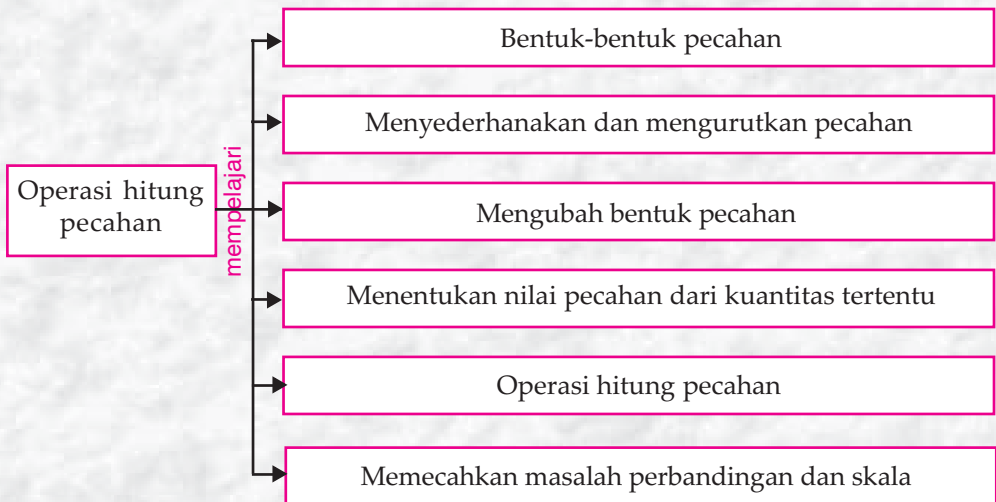 Operasi hitung
pecahan
mempelajari
Bentuk-bentuk pecahan
Menyederhanakan dan mengurutkan pecahan
Mengubah bentuk pecahan
Menentukan nilai pecahan dari kuantitas tertentu
Operasi hitung pecahan
Memecahkan masalah perbandingan dan skala